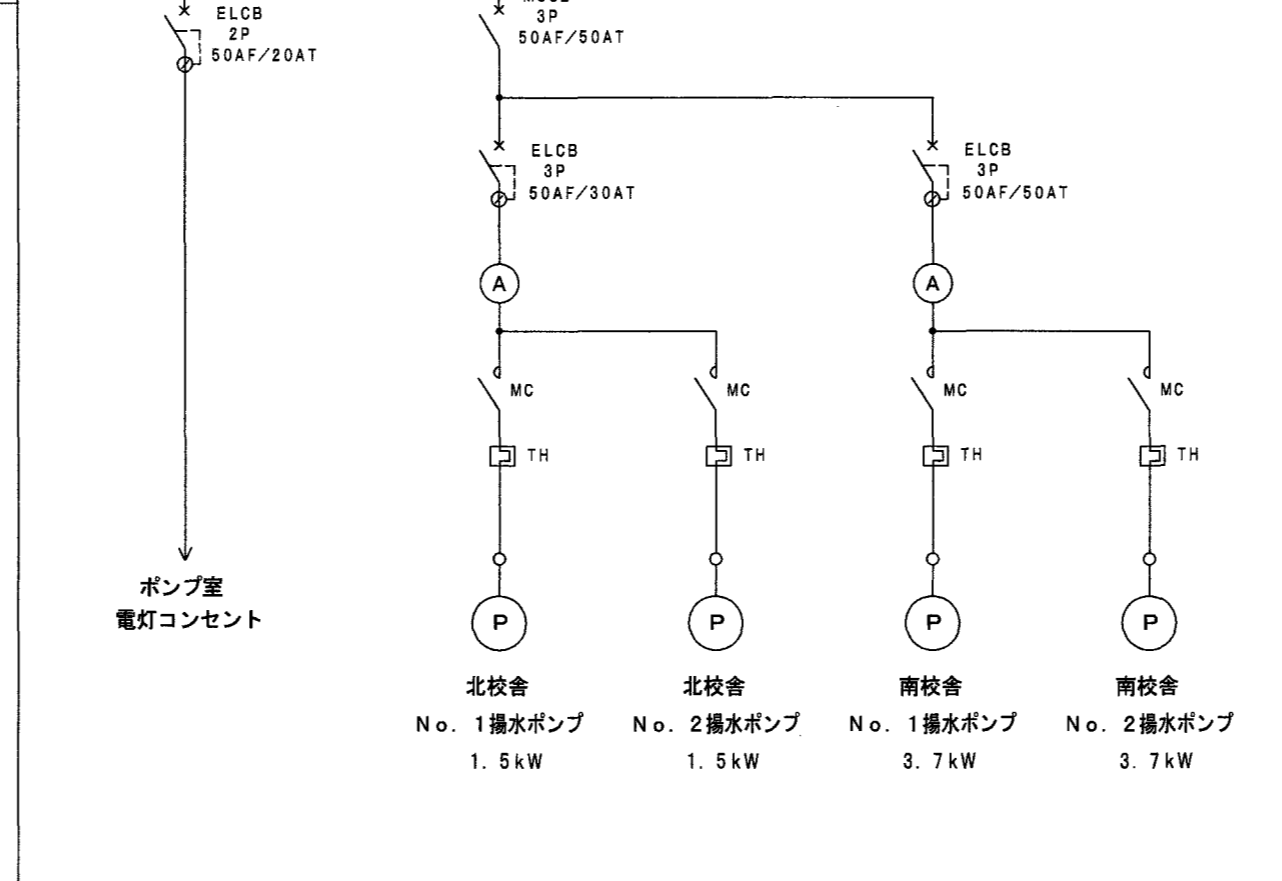 ELCB
2P
50AF/20AT
3P
50AF/50AT
ELCB
3P
50AF/30AT
ELCB
3P
50AF/50AT
A
A
MC
MC
MC
MC
TH
TH
TH
TH
ポンプ室
電灯コンセント
P
P
P
P
北校舎
No. 1揚水ポンプ
1. 5kW
北校舎
No. 2揚水ポンプ
1. 5kW
南校舎
No. 1揚水ポンプ
3. 7kW
南校舎
No. 2揚水ポンプ
3. 7kW